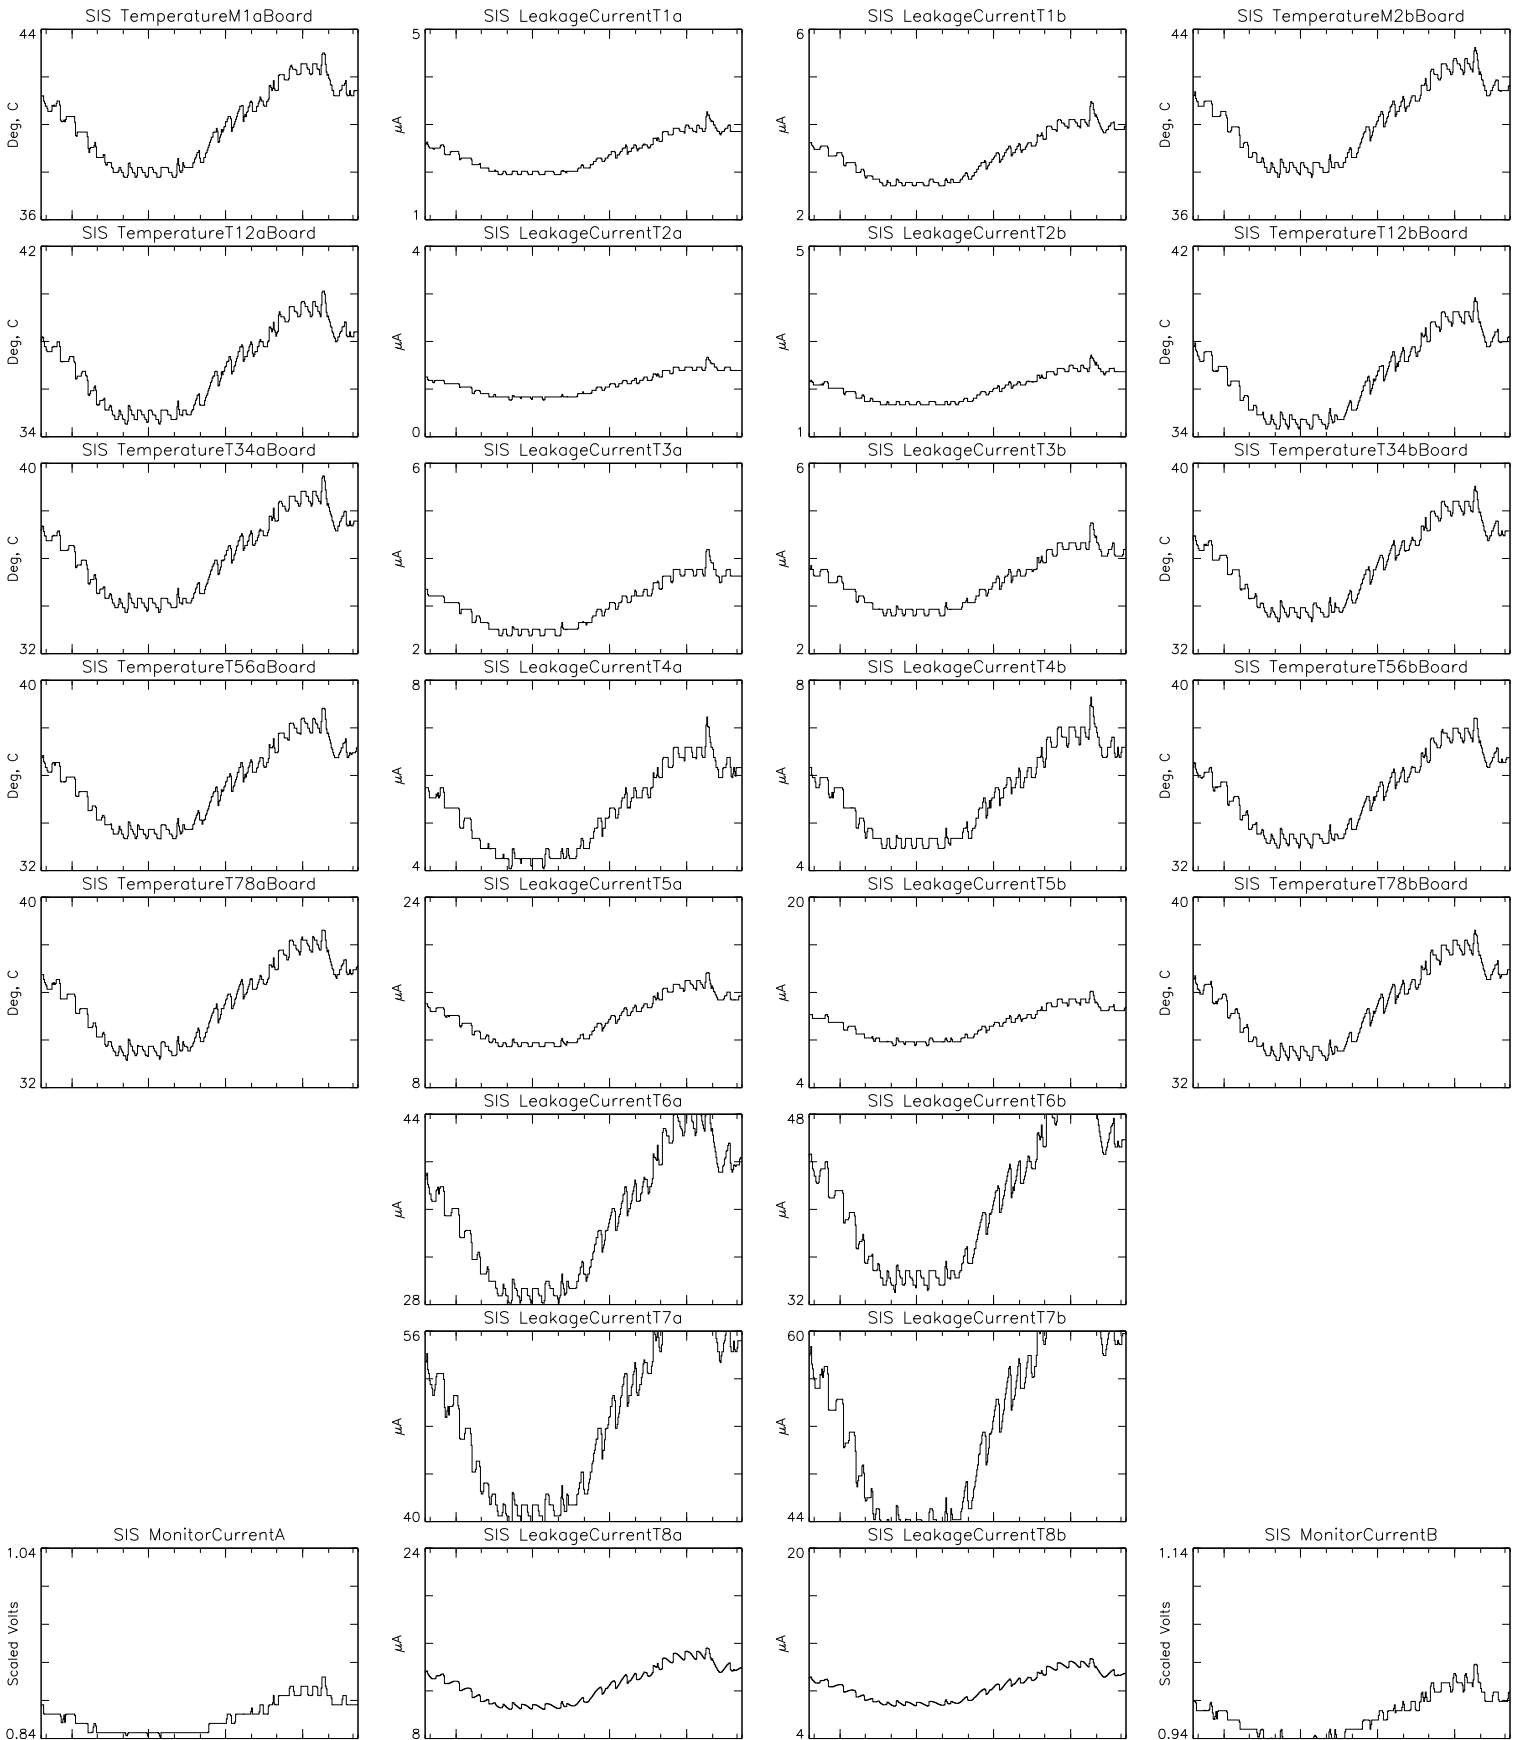 SIS TemperatureM1aBoard SIS LeakageCurrentT1a SIS LeakageCurrentT1b SIS TemperatureM2bBoard
44 5 6 44
Deg, C µA µA Deg, C
36 1 2 36
SIS TemperatureT12aBoard SIS LeakageCurrentT2a SIS LeakageCurrentT2b SIS TemperatureT12bBoard
42 4 5 42
Deg, C µA µA Deg, C
34 0 1 34
SIS TemperatureT34aBoard SIS LeakageCurrentT3a SIS LeakageCurrentT3b SIS TemperatureT34bBoard
40 6 6 40
Deg, C µA µA Deg, C
32 2 2 32
SIS TemperatureT56aBoard SIS LeakageCurrentT4a SIS LeakageCurrentT4b SIS TemperatureT56bBoard
40 8 8 40
Deg, C µA µA Deg, C
32 4 4 32
SIS TemperatureT78aBoard SIS LeakageCurrentT5a SIS LeakageCurrentT5b SIS TemperatureT78bBoard
40 24 20 40
Deg, C µA µA Deg, C
32 8 4 32
SIS LeakageCurrentT6a SIS LeakageCurrentT6b
44 48
µA µA
28 32
SIS LeakageCurrentT7a SIS LeakageCurrentT7b
56 60
µA µA
40 44
SIS MonitorCurrentA SIS LeakageCurrentT8a SIS LeakageCurrentT8b SIS MonitorCurrentB
1.04 24 20 1.14
Scaled Volts µA µA Scaled Volts
0.84 8 4 0.94